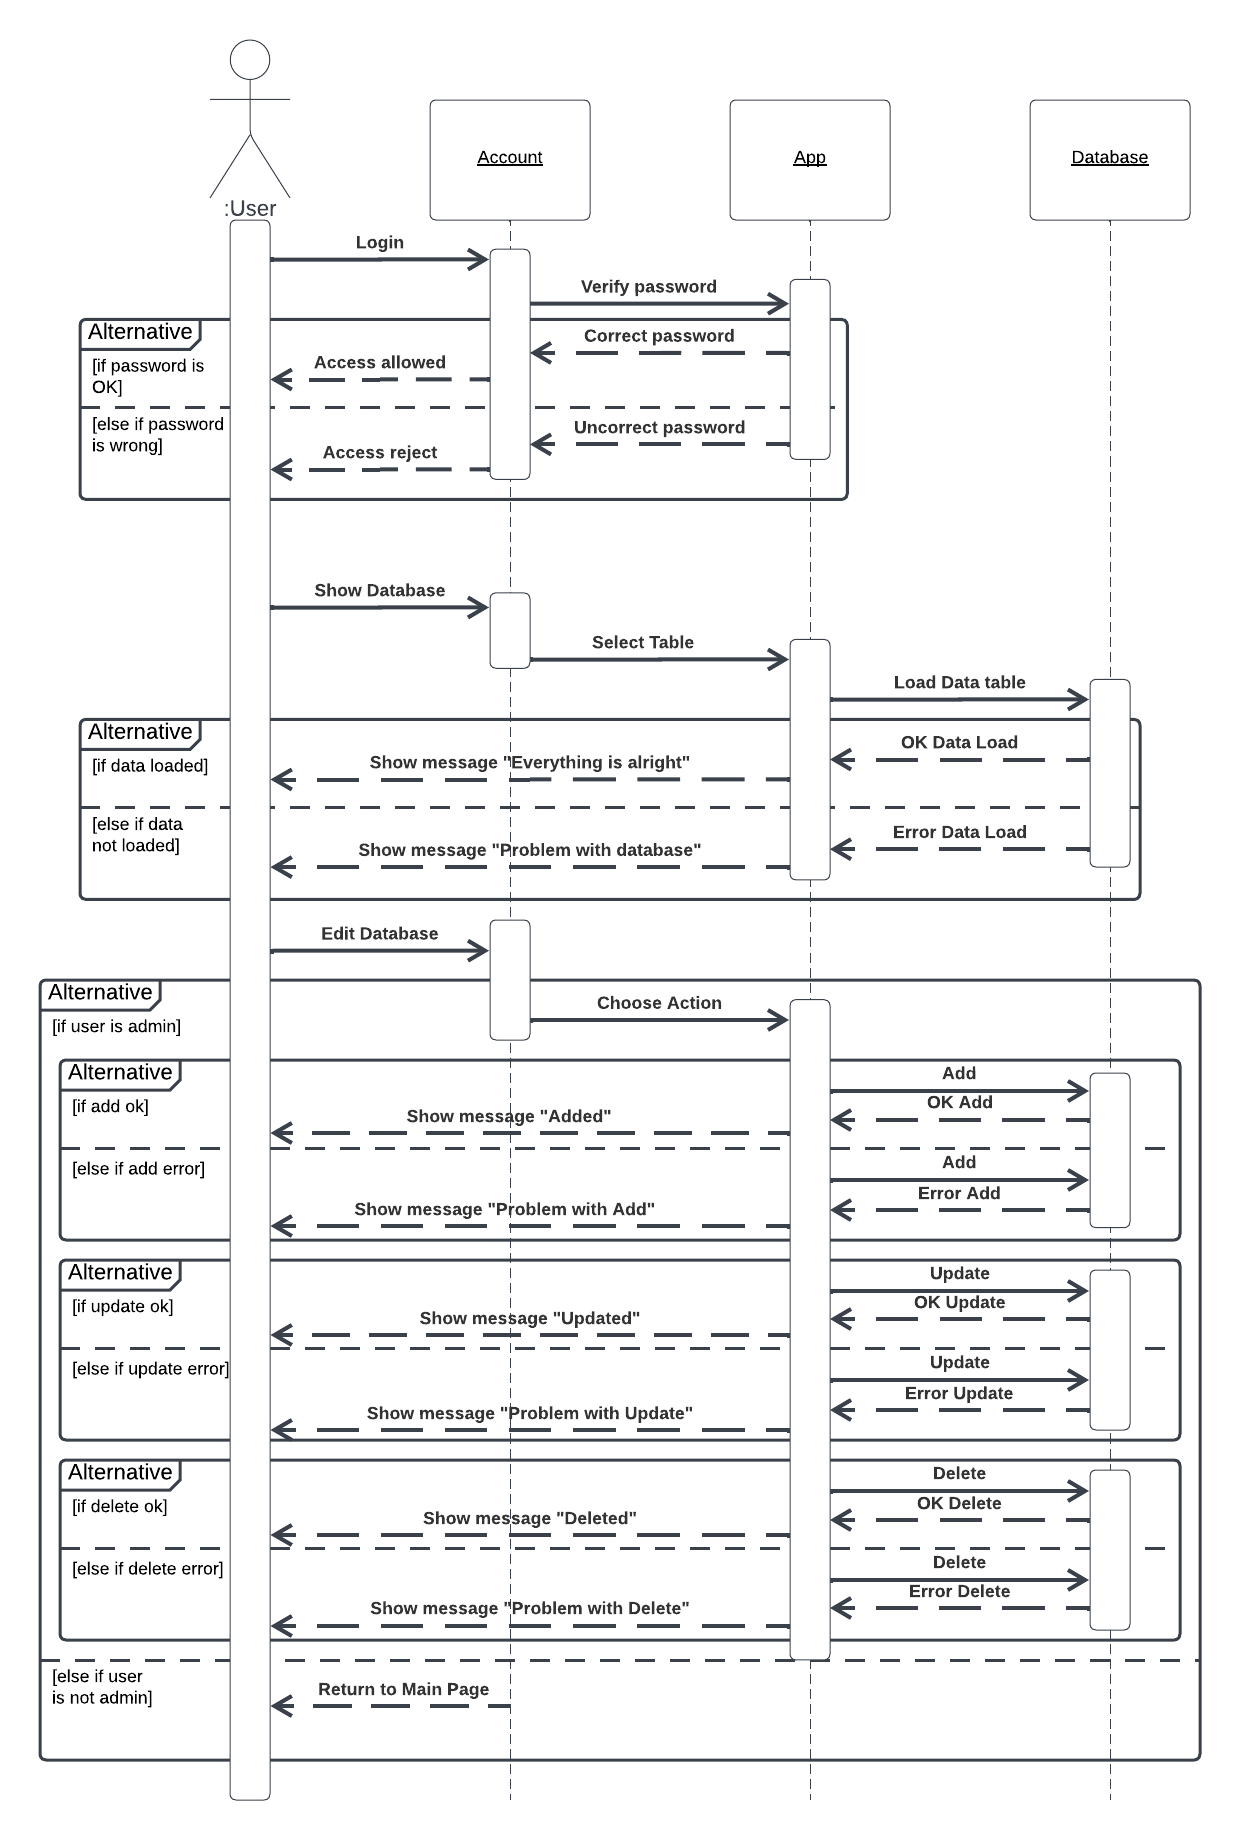 :User
Account
App
Database
Login
Verify password
Alternative
Correct password
[if password is
OK]
Access allowed
[else if password
is wrong]
Uncorrect password
Access reject
Show Database
Select Table
Load Data table
Alternative
OK Data Load
[if data loaded]
Show message "Everything is alright"
[else if data
not loaded]
Error Data Load
Show message "Problem with database"
Edit Database
Alternative
Choose Action
[if user is admin]
Alternative
Add
[if add ok]
OK Add
Show message "Added"
[else if add error]
Add
Error Add
Show message "Problem with Add"
Alternative
Update
[if update ok]
OK Update
Show message "Updated"
[else if update error]
Update
Error Update
Show message "Problem with Update"
Alternative
Delete
[if delete ok]
OK Delete
Show message "Deleted"
[else if delete error]
Delete
Error Delete
Show message "Problem with Delete"
[else if user
is not admin]
Return to Main Page